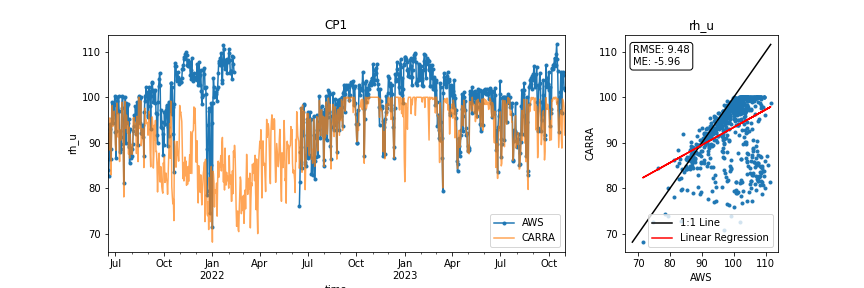 CP1
rh_u
110
100
90
80
70
rh_u
AWS
CARRA
Jul
Oct
Jan
2022
Apr
Jul
Oct
Jan
2023
Apr
Jul
Oct
time
rh_u
RMSE: 9.48
ME: -5.96
110
100
90
80
70
CARRA
1:1 Line
Linear Regression
70
80
90
100
110
AWS